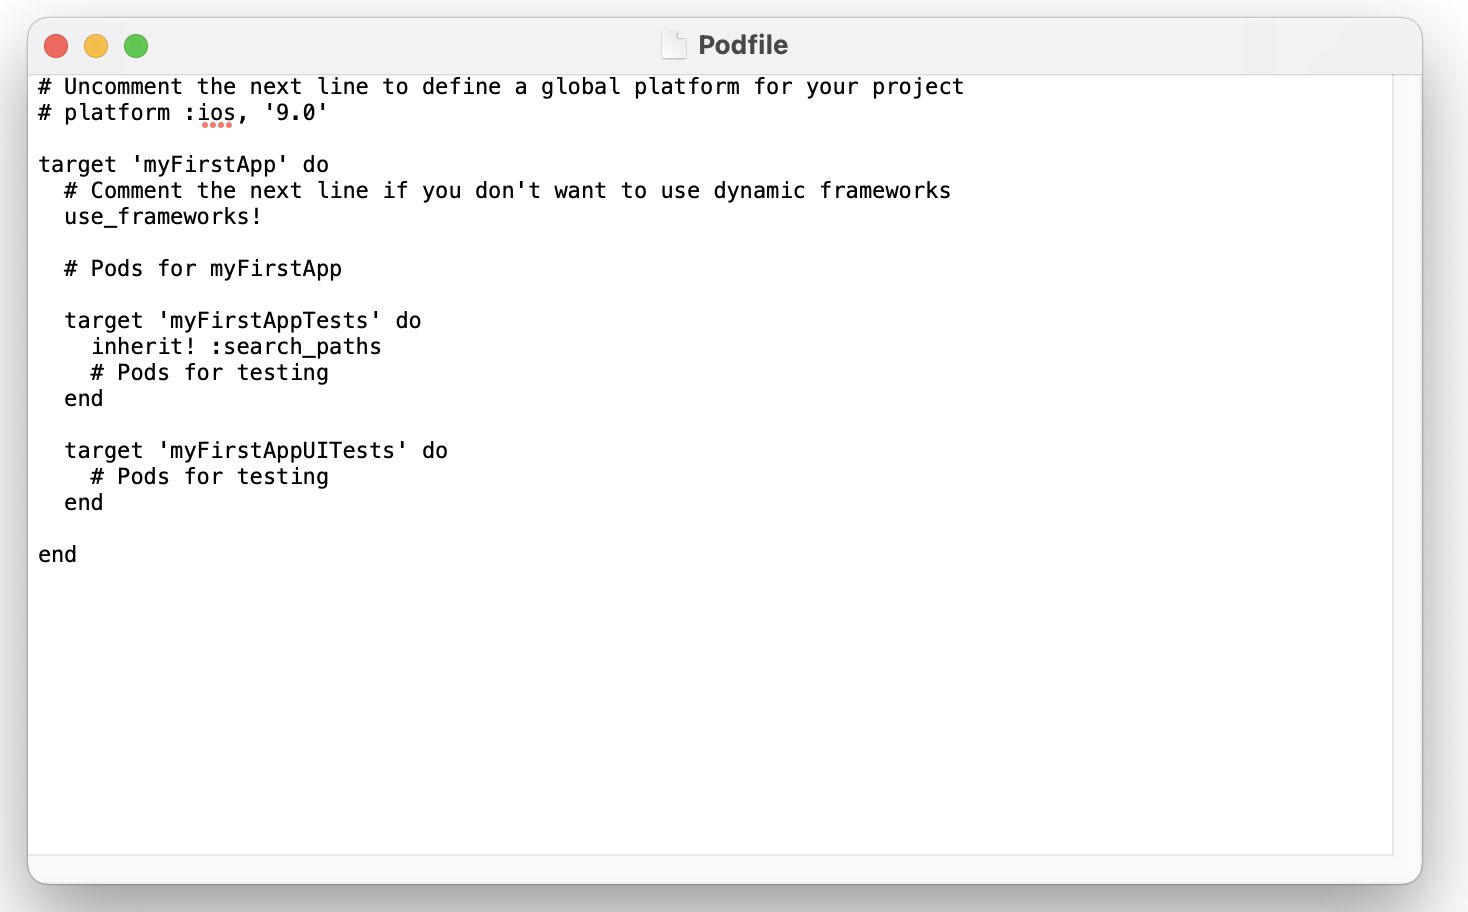 Podfile
# Uncomment the next line to define a global platform for your project
# platform :ios, '9.0'
target 'myFirstApp' do
# Comment the next line if you don't want to use dynamic frameworks
use_frameworks!
# Pods for myFirstApp
target 'myFirstAppTests' do
inherit! :search_paths
# Pods for testing
end
target 'myFirstAppUITests' do
# Pods for testing
end
end